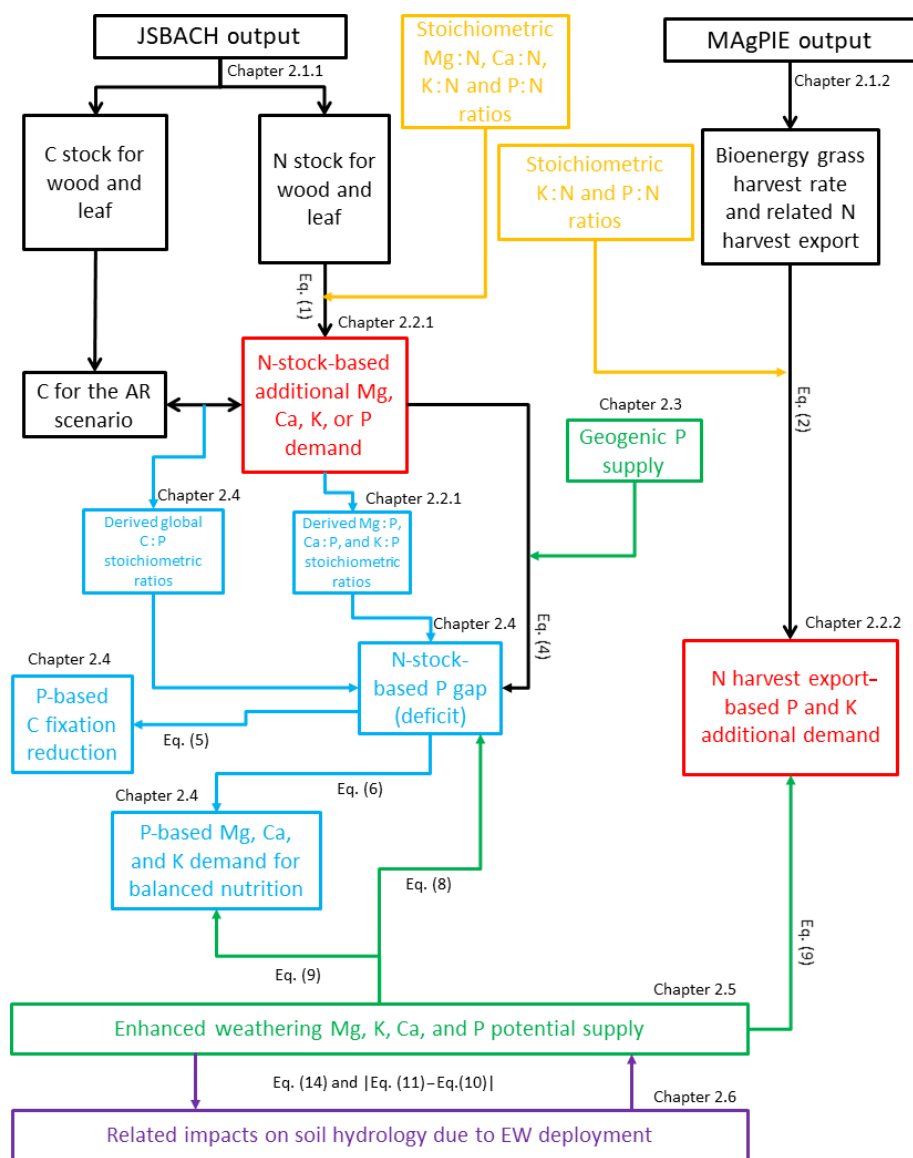 JSBACH output
Chapter 2.1.1
C stock for
wood and
leaf
N stock for
wood and
leaf
Stoichiometric
Mg:N, Ca:N,
K:N and P:N
ratios
MAgPIE output
Chapter 2.1.2
Stoichiometric
K:N and P:N
ratios
Bioenergy grass
harvest rate
and related N
harvest export
Eq. (1)
Chapter 2.2.1
C for the AR
scenario
N-stock-based
additional Mg,
Ca, K, or P
demand
Chapter 2.3
Geogenic P
supply
Eq. (2)
Chapter 2.4
Derived global
C:P
stoichiometric
ratios
Chapter 2.2.1
Derived Mg:P,
Ca:P, and K:P
stoichiometric
ratios
Eq. (4)
Chapter 2.4
N-stock-
based P gap
(deficit)
Chapter 2.2.2
N harvest export–
based P and K
additional demand
Chapter 2.4
P-based
C fixation
reduction
Eq. (5)
Eq. (6)
Chapter 2.4
P-based Mg, Ca,
and K demand for
balanced nutrition
Eq. (8)
Eq. (9)
Eq. (9)
Chapter 2.5
Enhanced weathering Mg, K, Ca, and P potential supply
Eq. (14) and |Eq. (11)–Eq.(10)|
Chapter 2.6
Related impacts on soil hydrology due to EW deployment